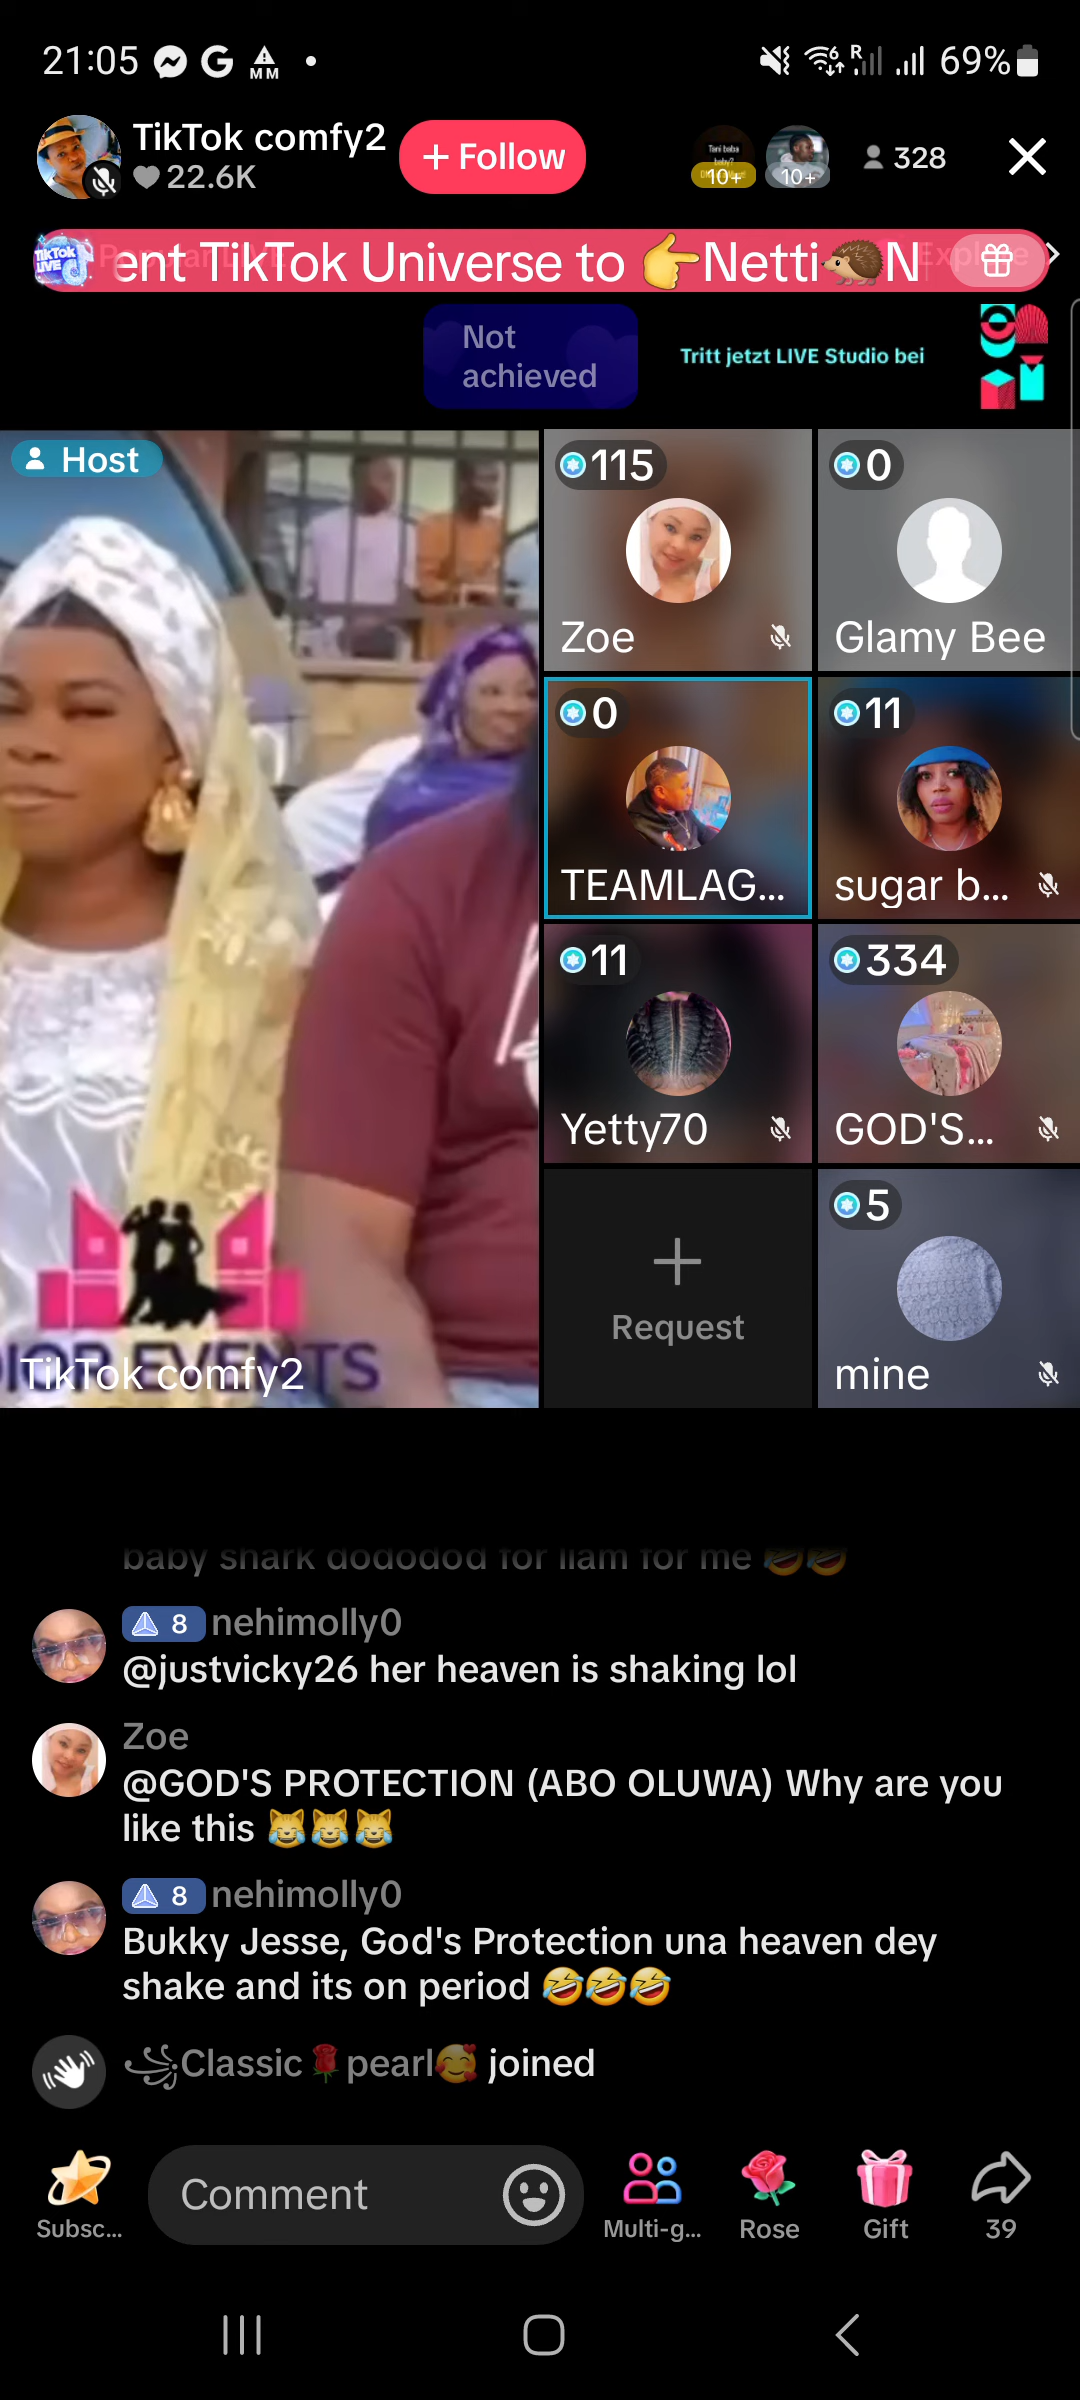 21:05
MM
R
69%
TikTok comfy2
22.6K
+ Follow
10+
10+
328
TikTok
LIVE
ent TikTok Universe to 👉Netti🦔N
Not
achieved
Tritt jetzt LIVE Studio bei
Host
115
Zoe
0
Glamy Bee
0
TEAMLAG...
11
sugar b...
11
Yetty70
334
GOD'S...
Request
5
mine
EVENTS
TikTok comfy2
baby shark dododod for liam for me 🤣🤣
8 nehimolly0
@justvicky26 her heaven is shaking lol
Zoe
@GOD'S PROTECTION (ABO OLUWA) Why are you
like this 😹😹😹
8 nehimolly0
Bukky Jesse, God's Protection una heaven dey
shake and its on period 🤣🤣🤣
꧁Classic🌹pearl🥰 joined
Comment
Subsc...
Multi-g...
Rose
Gift
39